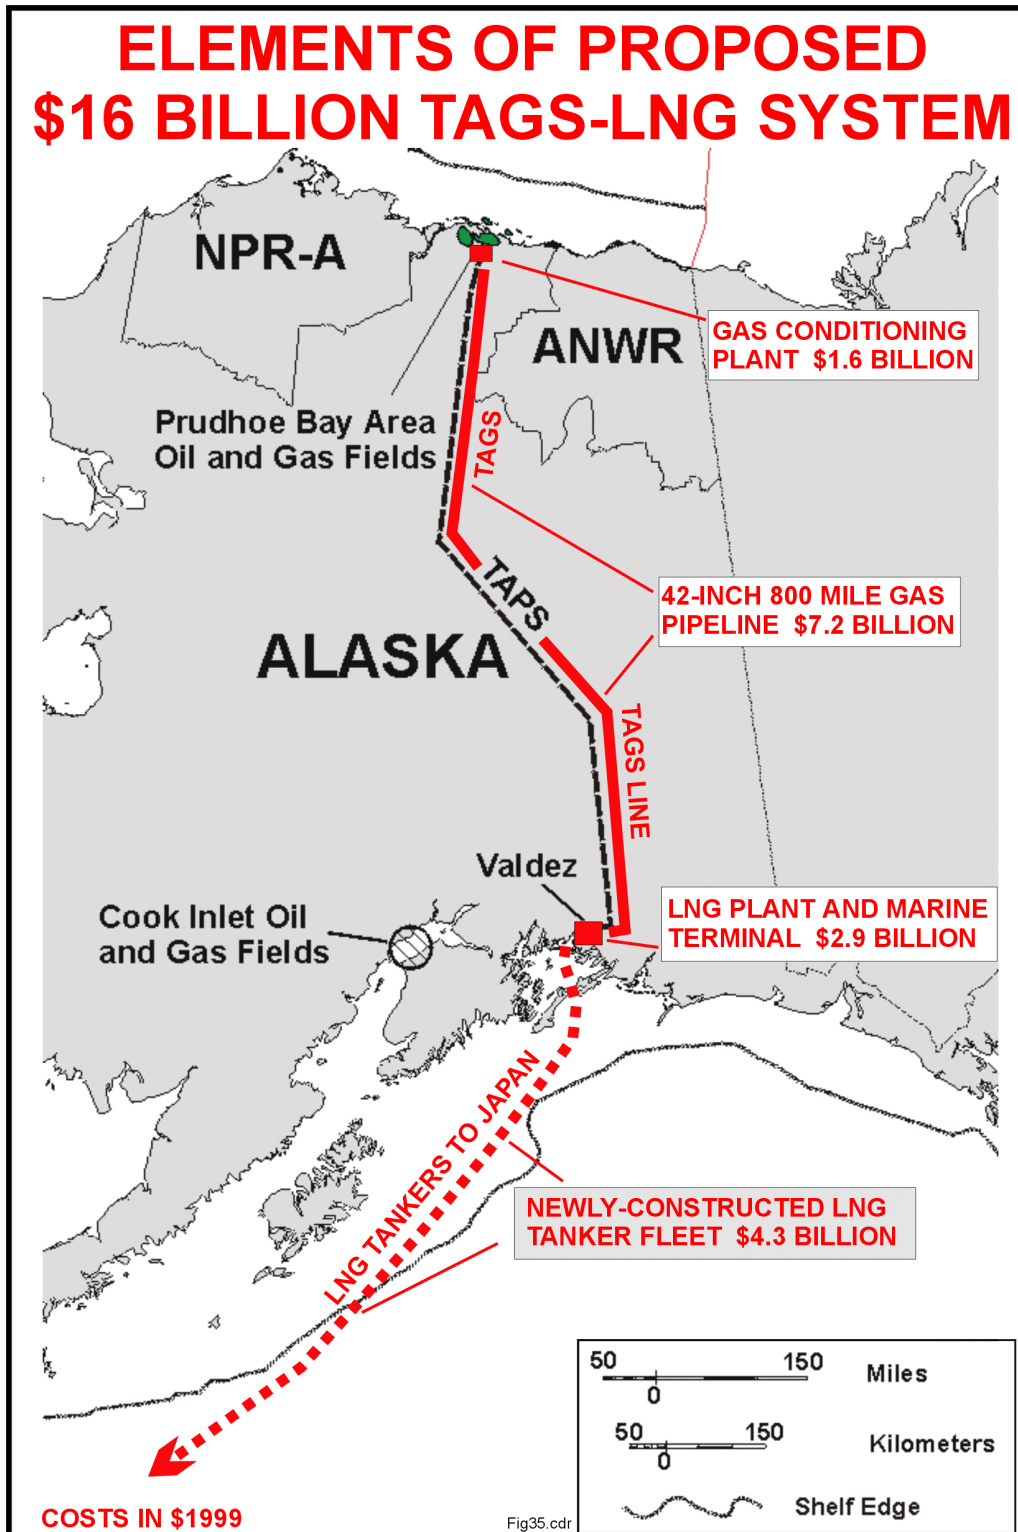 ELEMENTS OF PROPOSED
$16 BILLION TAGS-LNG SYSTEM
NPR-A
ANWR
GAS CONDITIONING
PLANT $1.6 BILLION
Prudhoe Bay Area
Oil and Gas Fields
TAGS
TAPS
42-INCH 800 MILE GAS
PIPELINE $7.2 BILLION
ALASKA
TAGS LINE
Valdez
Cook Inlet Oil
and Gas Fields
LNG PLANT AND MARINE
TERMINAL $2.9 BILLION
LNG TANKERS TO JAPAN
NEWLY-CONSTRUCTED LNG
TANKER FLEET $4.3 BILLION
50 150
0
Miles
50 150
0
Kilometers
Shelf Edge
COSTS IN $1999
Fig35.cdr